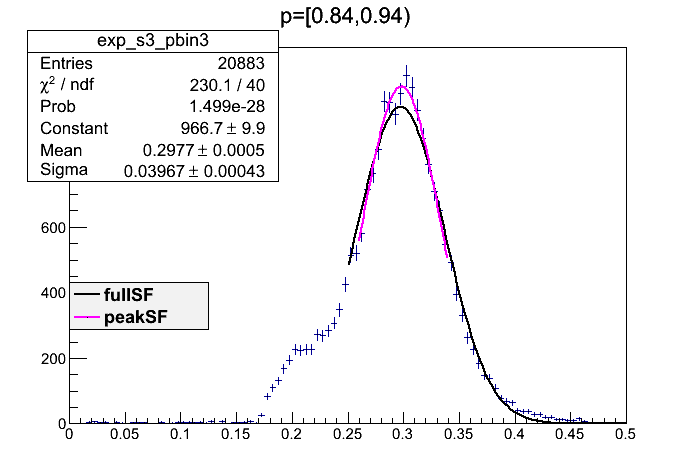 p=[0.84,0.94)
exp_s3_pbin3
Entries 20883
χ² / ndf 230.1 / 40
Prob 1.499e-28
Constant 966.7 ± 9.9
Mean 0.2977 ± 0.0005
Sigma 0.03967 ± 0.00043
600
400
fullSF
peakSF
200
0
0 0.05 0.1 0.15 0.2 0.25 0.3 0.35 0.4 0.45 0.5